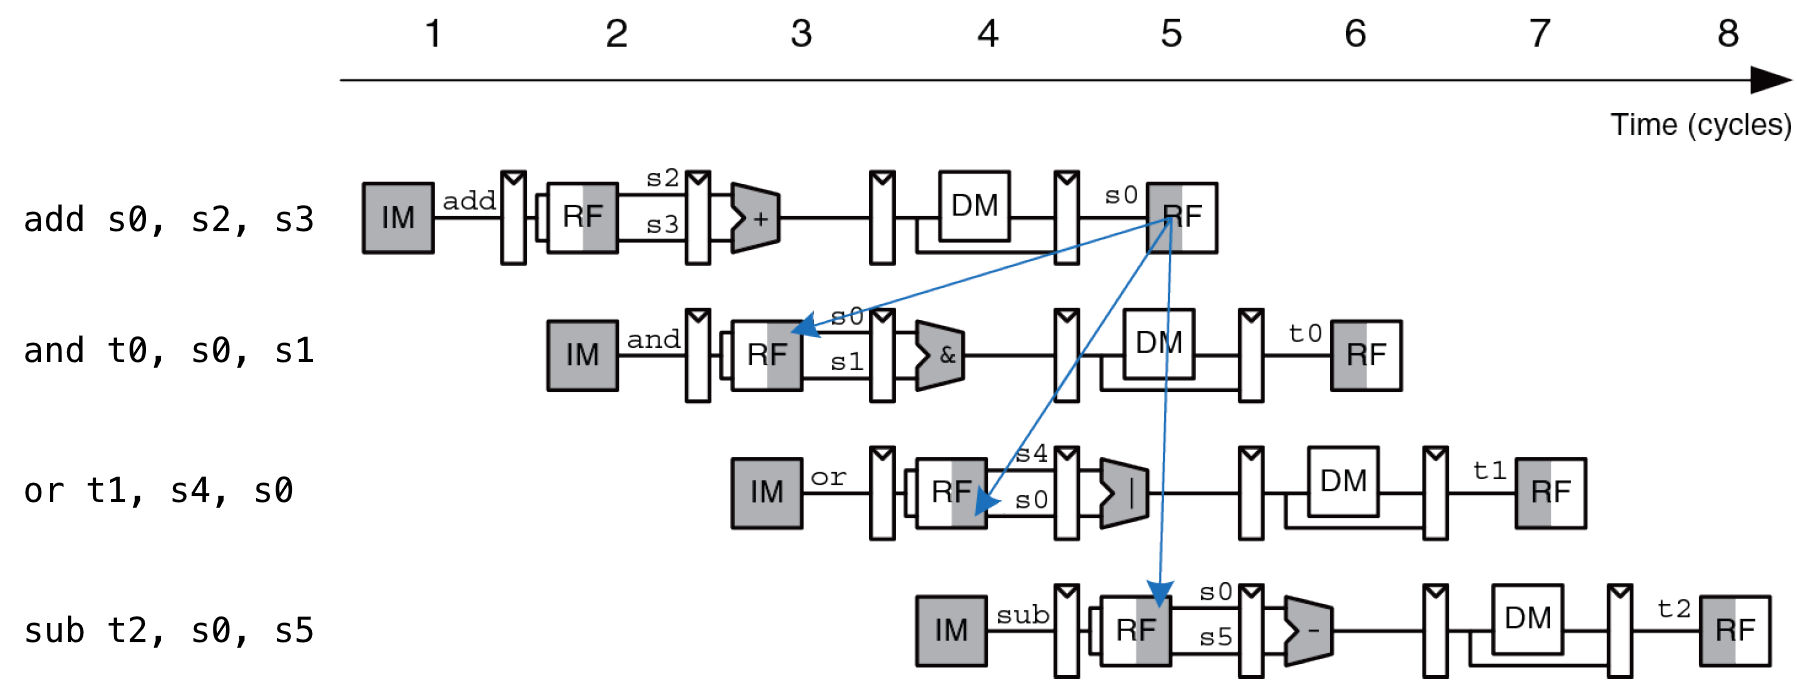 1 2 3 4 5 6 7 8
Time (cycles)
add s0, s2, s3
IM add RF s2 s3 + DM s0 RF
and t0, s0, s1
IM and RF s0 s1 & DM t0 RF
or t1, s4, s0
IM or RF s4 s0 | DM t1 RF
sub t2, s0, s5
IM sub RF s0 s5 - DM t2 RF